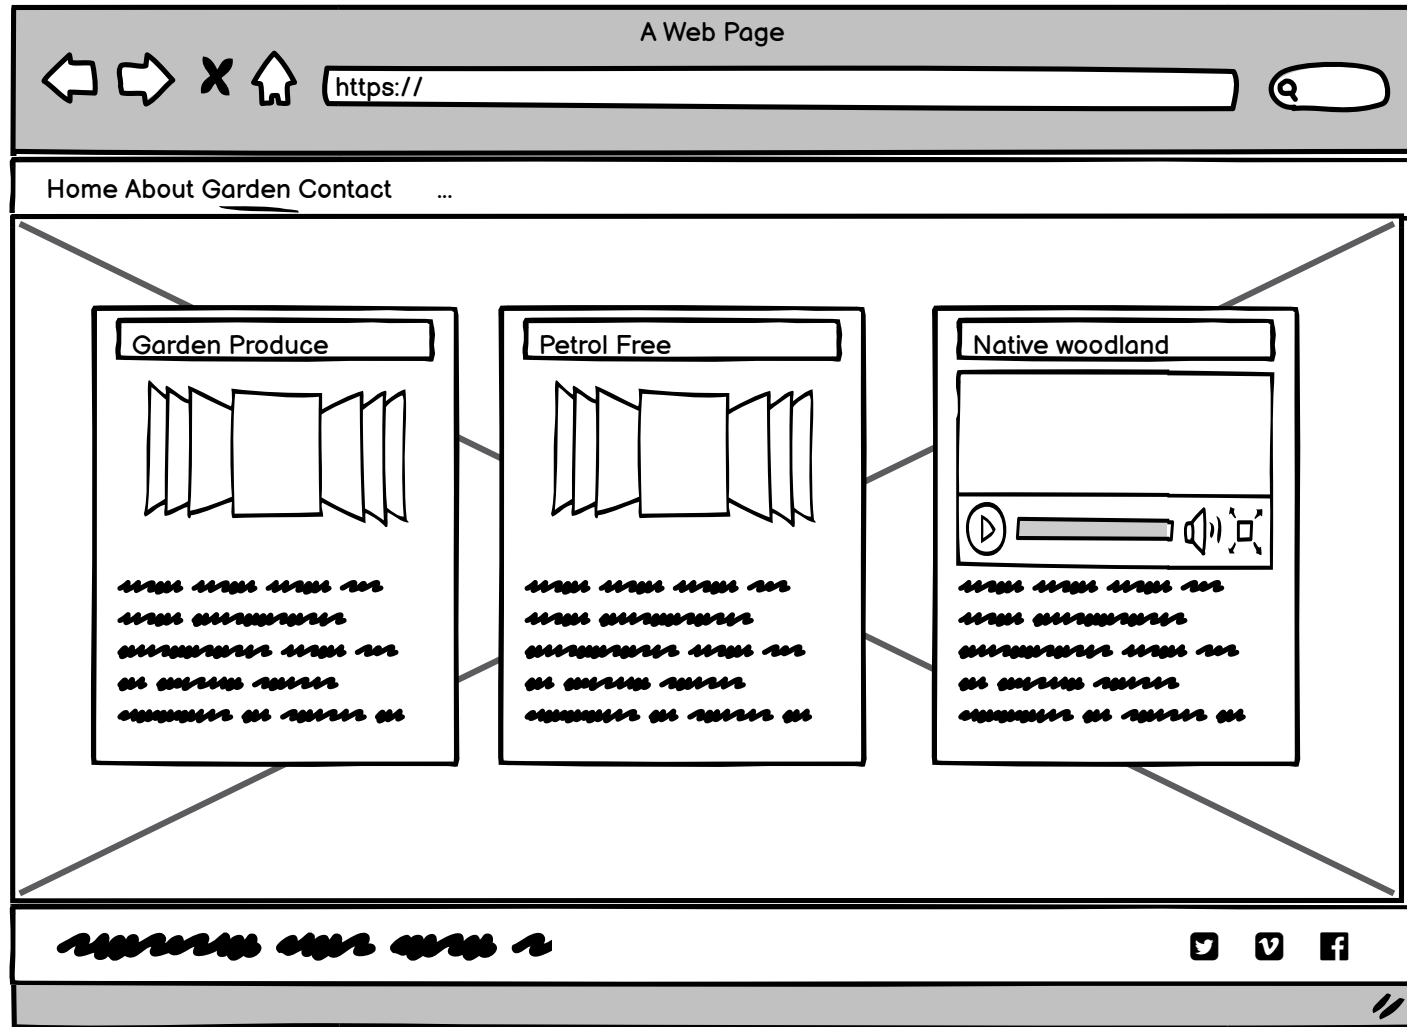 A Web Page
https://
Home About Garden Contact ...
Garden Produce
Petrol Free
Native woodland